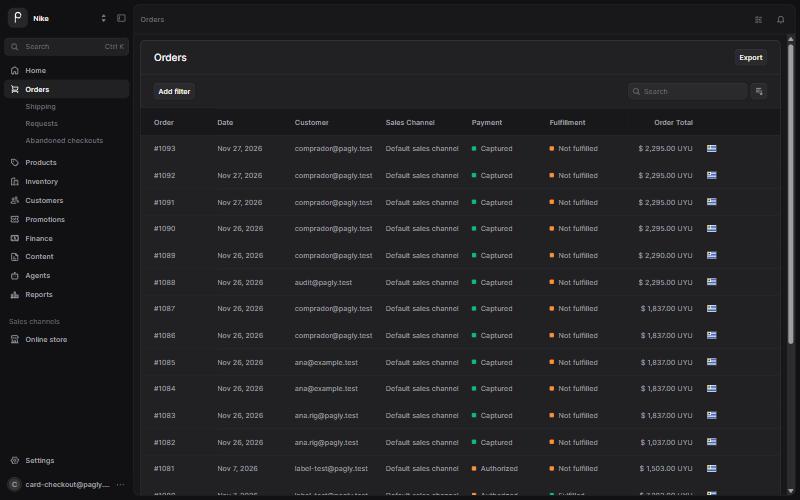 Nike
Search Ctrl K
Home
Orders
Shipping
Requests
Abandoned checkouts
Products
Inventory
Customers
Promotions
Finance
Content
Agents
Reports
Sales channels
Online store
Settings
C card-checkout@pagly....
Orders
Orders
Export
Add filter
Search
Order Date Customer Sales Channel Payment Fulfillment Order Total
#1093 Nov 27, 2026 comprador@pagly.test Default sales channel Captured Not fulfilled $ 2,295.00 UYU
#1092 Nov 27, 2026 comprador@pagly.test Default sales channel Captured Not fulfilled $ 2,295.00 UYU
#1091 Nov 27, 2026 comprador@pagly.test Default sales channel Captured Not fulfilled $ 2,295.00 UYU
#1090 Nov 26, 2026 comprador@pagly.test Default sales channel Captured Not fulfilled $ 2,295.00 UYU
#1089 Nov 26, 2026 comprador@pagly.test Default sales channel Captured Not fulfilled $ 2,290.00 UYU
#1088 Nov 26, 2026 audit@pagly.test Default sales channel Captured Not fulfilled $ 2,295.00 UYU
#1087 Nov 26, 2026 comprador@pagly.test Default sales channel Captured Not fulfilled $ 1,837.00 UYU
#1086 Nov 26, 2026 comprador@pagly.test Default sales channel Captured Not fulfilled $ 1,837.00 UYU
#1085 Nov 26, 2026 ana@example.test Default sales channel Captured Not fulfilled $ 1,837.00 UYU
#1084 Nov 26, 2026 ana@example.test Default sales channel Captured Not fulfilled $ 1,837.00 UYU
#1083 Nov 26, 2026 ana.rig@pagly.test Default sales channel Captured Not fulfilled $ 1,837.00 UYU
#1082 Nov 26, 2026 ana.rig@pagly.test Default sales channel Captured Not fulfilled $ 1,037.00 UYU
#1081 Nov 7, 2026 label-test@pagly.test Default sales channel Authorized Not fulfilled $ 1,503.00 UYU